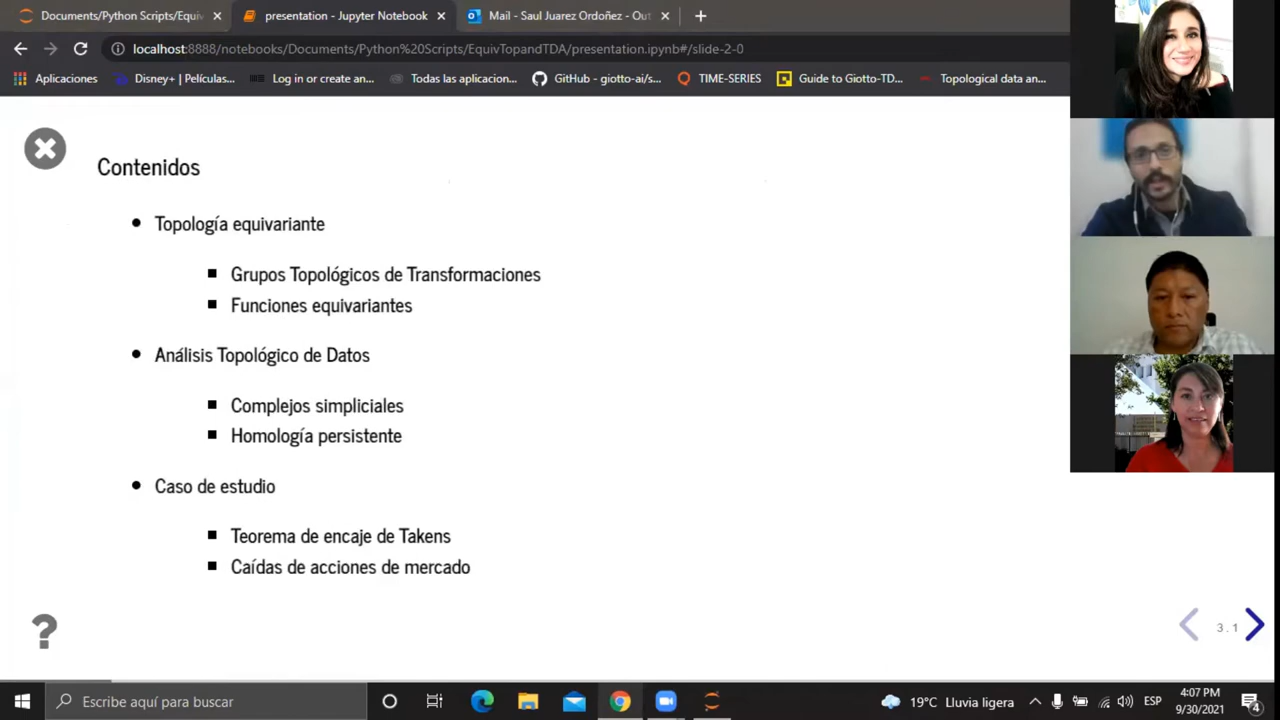 Documents/Python Scripts/Equiv
presentation - Jupyter Notebook
Mail - Saul Juarez Ordoñez - Out
localhost:8888/notebooks/Documents/Python%20Scripts/EquivTopandTDA/presentation.ipynb#/slide-2-0
Aplicaciones
Disney+ | Películas...
Log in or create an...
Todas las aplicacion...
GitHub - giotto-ai/s...
TIME-SERIES
Guide to Giotto-TD...
Topological data an...
Contenidos
Topología equivariante
Grupos Topológicos de Transformaciones
Funciones equivariantes
Análisis Topológico de Datos
Complejos simpliciales
Homología persistente
Caso de estudio
Teorema de encaje de Takens
Caídas de acciones de mercado
?
3.1
Escribe aquí para buscar
19°C Lluvia ligera
ESP
4:07 PM
9/30/2021
4